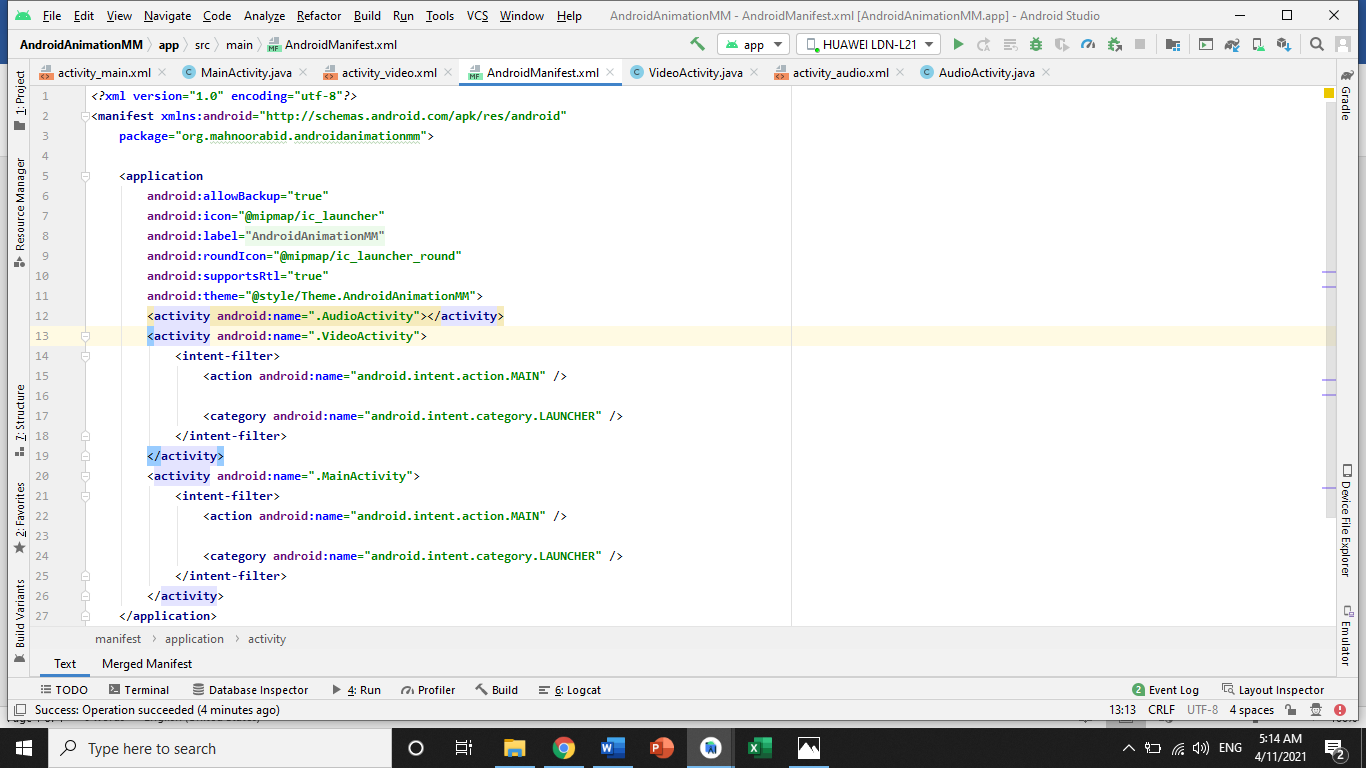 File Edit View Navigate Code Analyze Refactor Build Run Tools VCS Window Help AndroidAnimationMM - AndroidManifest.xml [AndroidAnimationMM.app] - Android Studio
AndroidAnimationMM app src main AndroidManifest.xml app HUAWEI LDN-L21
activity_main.xml MainActivity.java activity_video.xml AndroidManifest.xml VideoActivity.java activity_audio.xml AudioActivity.java
1: Project
Resource Manager
7: Structure
2: Favorites
Build Variants
1 <?xml version="1.0" encoding="utf-8"?>
2 <manifest xmlns:android="http://schemas.android.com/apk/res/android"
3 package="org.mahnoorabid.androidanimationmm">
4
5 <application
6 android:allowBackup="true"
7 android:icon="@mipmap/ic_launcher"
8 android:label="AndroidAnimationMM"
9 android:roundIcon="@mipmap/ic_launcher_round"
10 android:supportsRtl="true"
11 android:theme="@style/Theme.AndroidAnimationMM">
12 <activity android:name=".AudioActivity"></activity>
13 <activity android:name=".VideoActivity">
14 <intent-filter>
15 <action android:name="android.intent.action.MAIN" />
16
17 <category android:name="android.intent.category.LAUNCHER" />
18 </intent-filter>
19 </activity>
20 <activity android:name=".MainActivity">
21 <intent-filter>
22 <action android:name="android.intent.action.MAIN" />
23
24 <category android:name="android.intent.category.LAUNCHER" />
25 </intent-filter>
26 </activity>
27 </application>
Gradle
Device File Explorer
Emulator
manifest application activity
Text Merged Manifest
TODO Terminal Database Inspector 4: Run Profiler Build 6: Logcat 2 Event Log Layout Inspector
Success: Operation succeeded (4 minutes ago) 13:13 CRLF UTF-8 4 spaces
Type here to search ENG 5:14 AM
4/11/2021 2